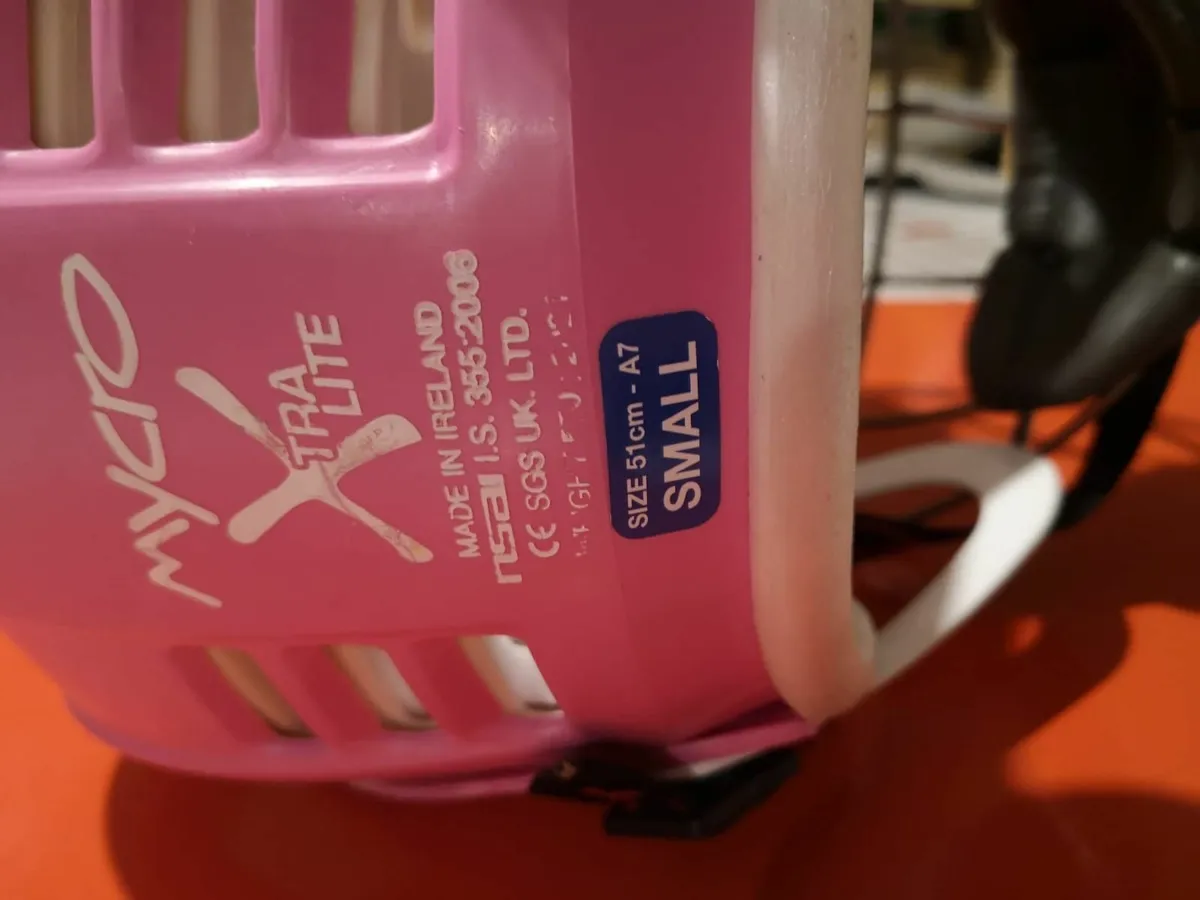 mycro
XTRA
LITE
MADE IN IRELAND
nsai I.S. 355:2006
CE SGS UK. LTD.
SIZE 51cm - A7
SMALL